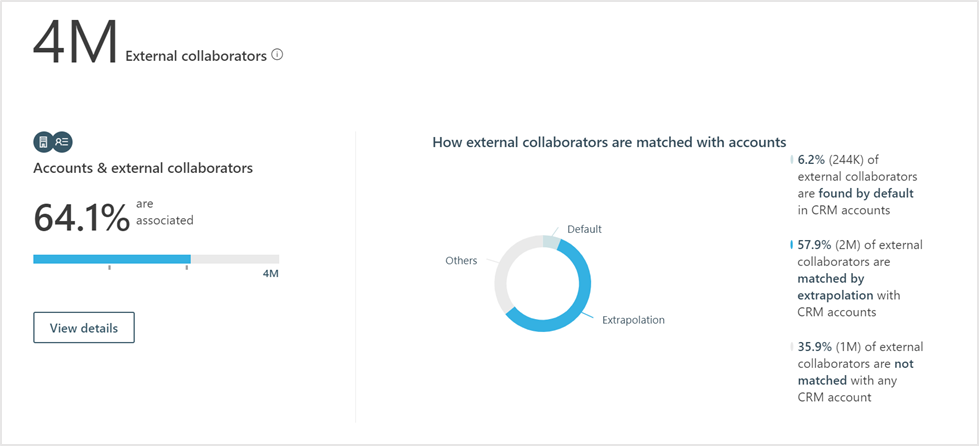 4M External collaborators
Accounts & external collaborators
64.1% are
associated
4M
View details
How external collaborators are matched with accounts
Default
Others
Extrapolation
6.2% (244K) of
external collaborators
are found by default
in CRM accounts
57.9% (2M) of external
collaborators are
matched by
extrapolation with
CRM accounts
35.9% (1M) of external
collaborators are not
matched with any
CRM account